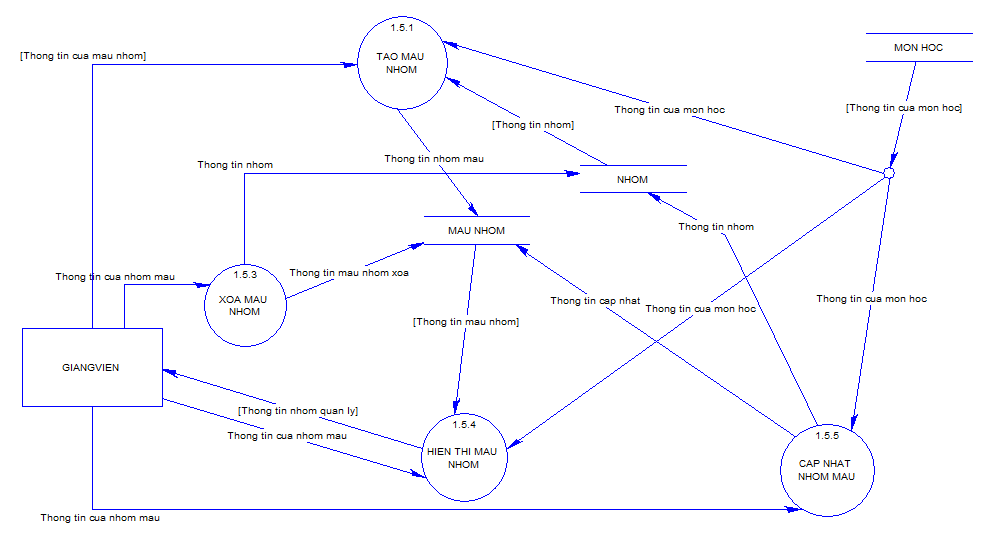 1.5.1
TAO MAU
NHOM
MON HOC
[Thong tin cua mau nhom]
Thong tin cua mon hoc
[Thong tin cua mon hoc]
[Thong tin nhom]
Thong tin nhom mau
Thong tin nhom
NHOM
MAU NHOM
Thong tin nhom
1.5.3
XOA MAU
NHOM
Thong tin cua nhom mau
Thong tin mau nhom xoa
Thong tin cap nhat
Thong tin cua mon hoc
Thong tin cua mon hoc
[Thong tin mau nhom]
GIANGVIEN
[Thong tin nhom quan ly]
Thong tin cua nhom mau
1.5.4
HIEN THI MAU
NHOM
1.5.5
CAP NHAT
NHOM MAU
Thong tin cua nhom mau